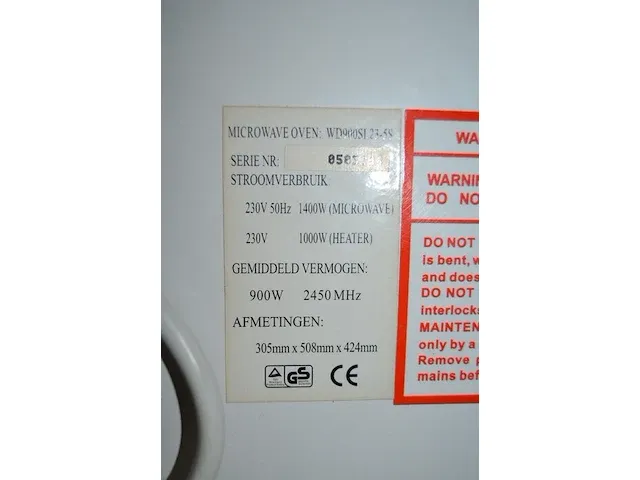 MICROWAVE OVEN: WD900SL23-5S
SERIE NR: 0505
STROOMVERBRUIK
230V 50Hz 1400W (MICROWAVE)
230V 1000W (HEATER)
GEMIDDELD VERMOGEN:
900W 2450 MHz
AFMETINGEN:
305mm x 508mm x 424mm
GS CE
WA
WARNIN
DO NO
DO NOT
is bent, w
and does
DO NOT
interlocks
MAINTEN
only by a
Remove p
mains bef